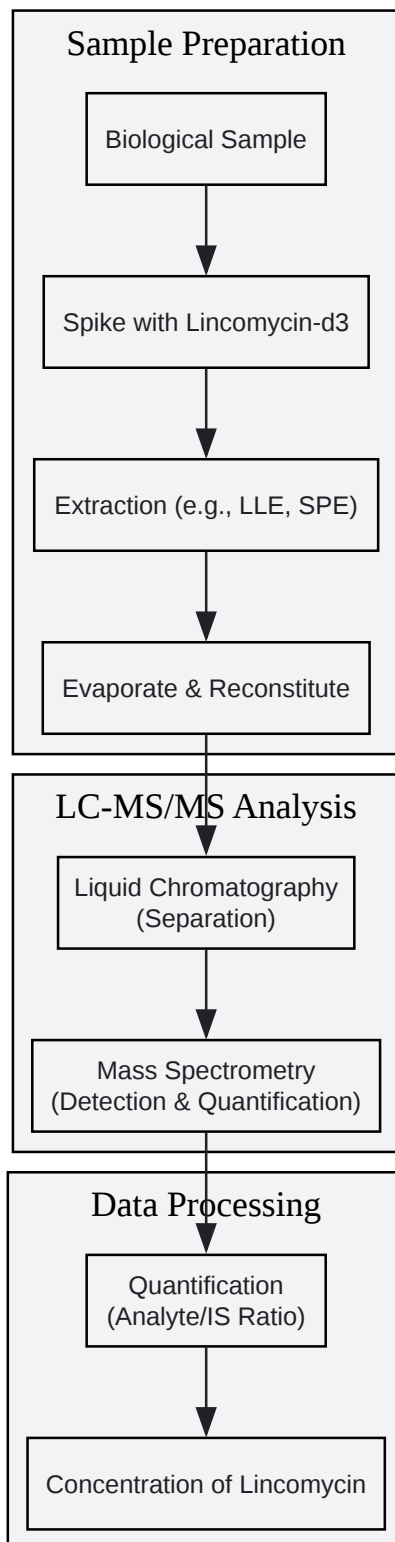 Sample Preparation
Biological Sample
Spike with Lincomycin-d3
Extraction (e.g., LLE, SPE)
Evaporate & Reconstitute
LC-MS/MS Analysis
Liquid Chromatography
(Separation)
Mass Spectrometry
(Detection & Quantification)
Data Processing
Quantification
(Analyte/IS Ratio)
Concentration of Lincomycin